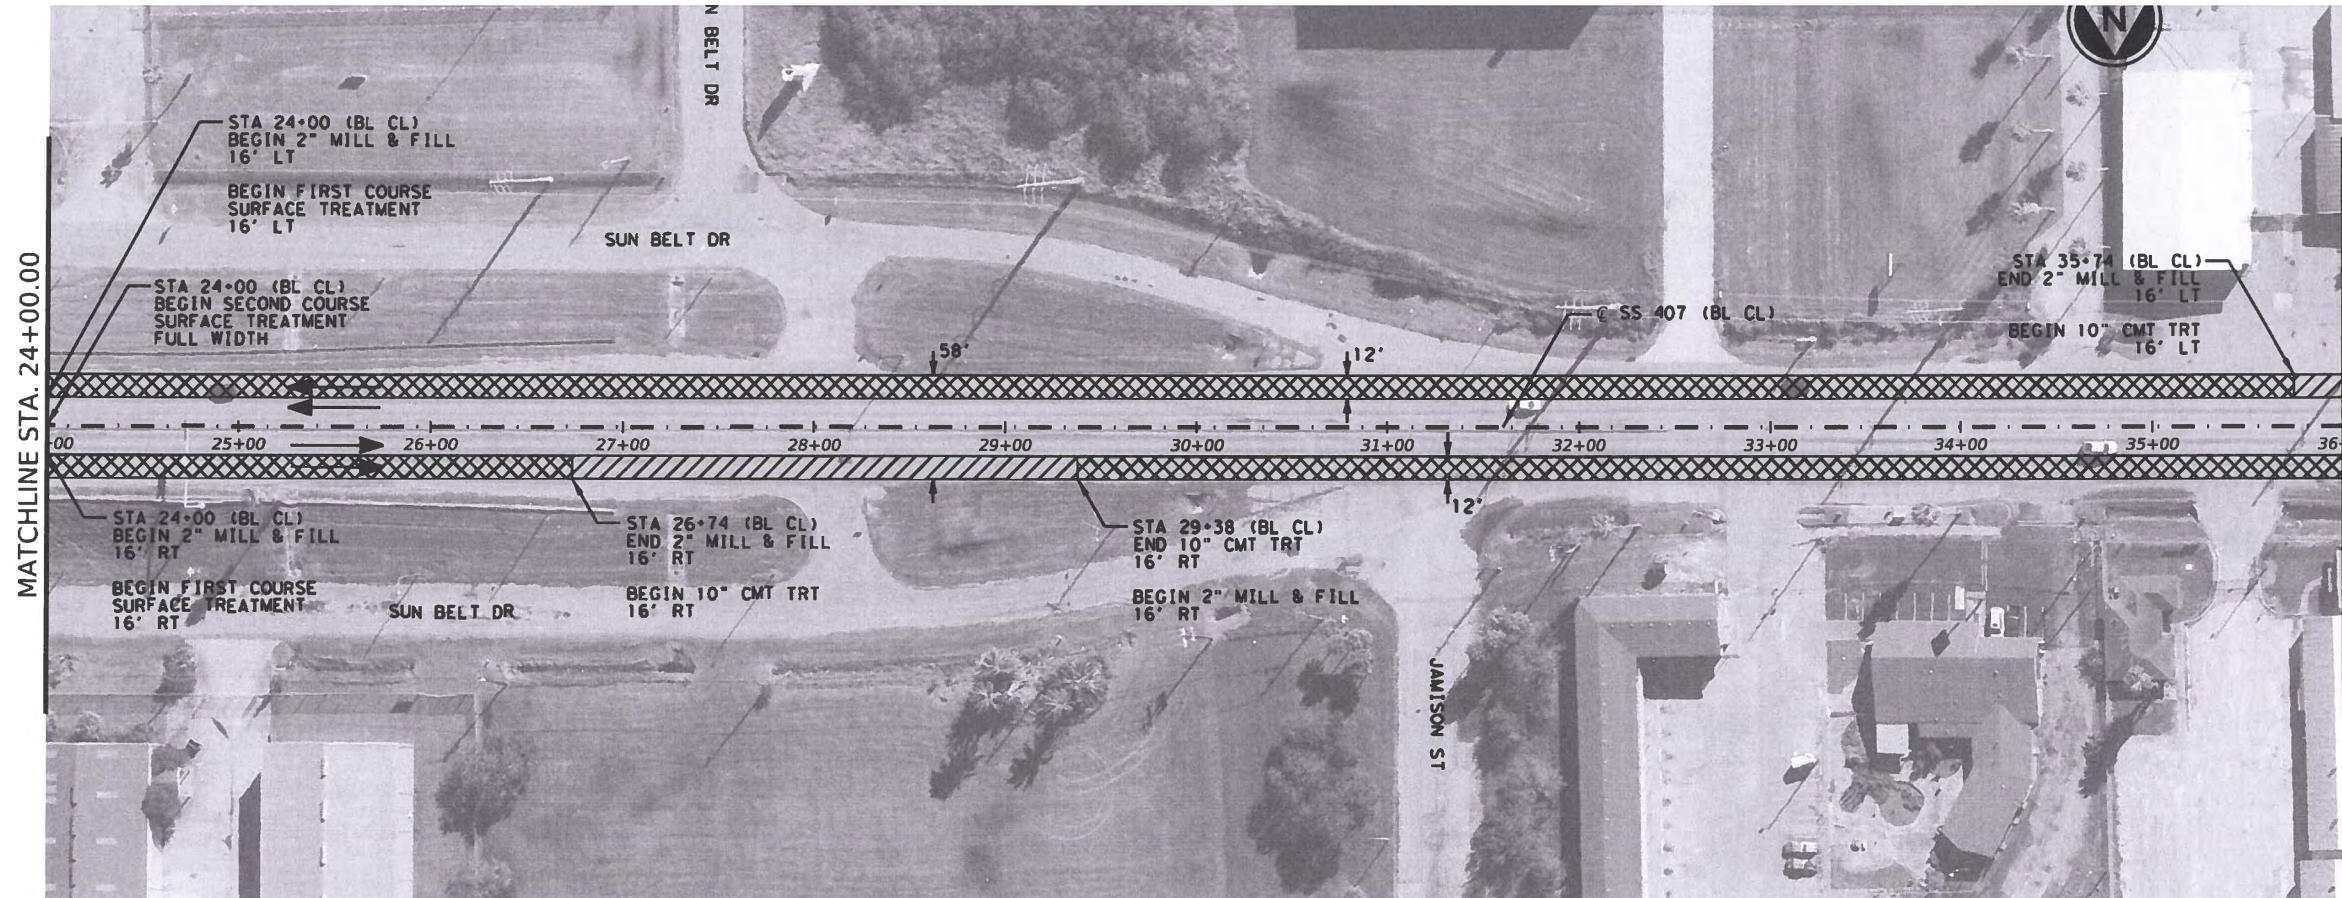 N BELT DR
N
STA 24+00 (BL CL)
BEGIN 2" MILL & FILL
16' LT
BEGIN FIRST COURSE
SURFACE TREATMENT
16' LT
SUN BELT DR
STA 24+00 (BL CL)
BEGIN SECOND COURSE
SURFACE TREATMENT
FULL WIDTH
STA 35+74 (BL CL)
END 2" MILL & FILL
16' LT
BEGIN 10" CMT TRT
16' LT
℄ SS 407 (BL CL)
58'
12'
MATCHLINE STA. 24+00.00
+00 25+00 26+00 27+00 28+00 29+00 30+00 31+00 32+00 33+00 34+00 35+00 36+
12'
STA 24+00 (BL CL)
BEGIN 2" MILL & FILL
16' RT
BEGIN FIRST COURSE
SURFACE TREATMENT
16' RT
SUN BELT DR
STA 26+74 (BL CL)
END 2" MILL & FILL
16' RT
BEGIN 10" CMT TRT
16' RT
STA 29+38 (BL CL)
END 10" CMT TRT
16' RT
BEGIN 2" MILL & FILL
16' RT
JAMISON ST